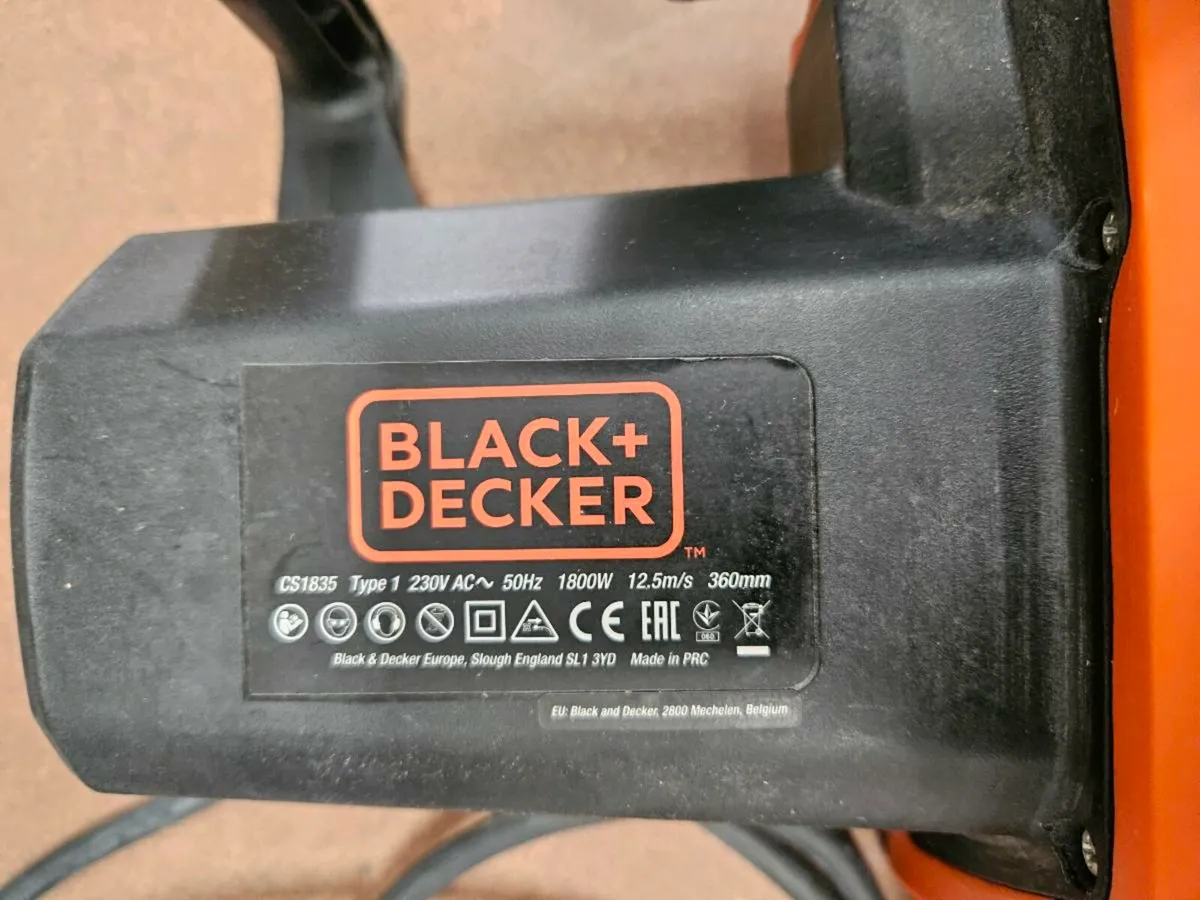 BLACK+
DECKER
TM
CS1835 Type 1 230V AC~ 50Hz 1800W 12.5m/s 360mm
CE EAC 060
Black & Decker Europe, Slough England SL1 3YD Made in PRC
EU: Black and Decker, 2800 Mechelen, Belgium